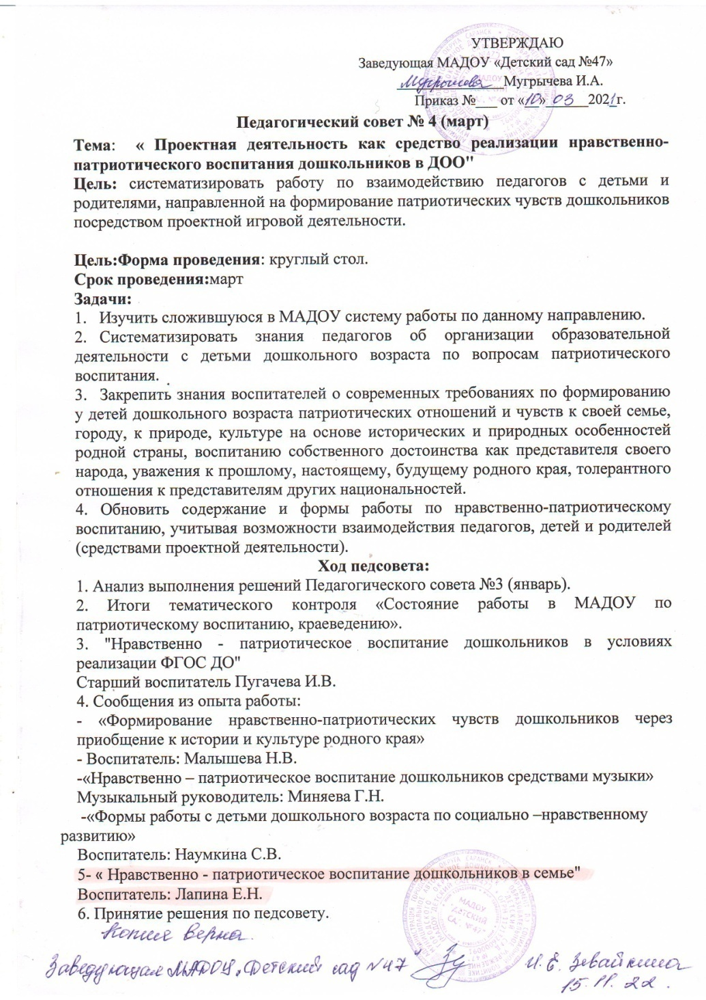 УТВЕРЖДАЮ
Заведующая МАДОУ «Детский сад №47»
Мугрычева Мугрычева И.А.
Приказ №___ от «10» 03 2021г.
Педагогический совет № 4 (март)
Тема: « Проектная деятельность как средство реализации нравственно-
патриотического воспитания дошкольников в ДОО"
Цель: систематизировать работу по взаимодействию педагогов с детьми и
родителями, направленной на формирование патриотических чувств дошкольников
посредством проектной игровой деятельности.
Цель:Форма проведения: круглый стол.
Срок проведения:март
Задачи:
1. Изучить сложившуюся в МАДОУ систему работы по данному направлению.
2. Систематизировать знания педагогов об организации образовательной
деятельности с детьми дошкольного возраста по вопросам патриотического
воспитания.
3. Закрепить знания воспитателей о современных требованиях по формированию
у детей дошкольного возраста патриотических отношений и чувств к своей семье,
городу, к природе, культуре на основе исторических и природных особенностей
родной страны, воспитанию собственного достоинства как представителя своего
народа, уважения к прошлому, настоящему, будущему родного края, толерантного
отношения к представителям других национальностей.
4. Обновить содержание и формы работы по нравственно-патриотическому
воспитанию, учитывая возможности взаимодействия педагогов, детей и родителей
(средствами проектной деятельности).
Ход педсовета:
1. Анализ выполнения решений Педагогического совета №3 (январь).
2. Итоги тематического контроля «Состояние работы в МАДОУ по
патриотическому воспитанию, краеведению».
3. "Нравственно - патриотическое воспитание дошкольников в условиях
реализации ФГОС ДО"
Старший воспитатель Пугачева И.В.
4. Сообщения из опыта работы:
- «Формирование нравственно-патриотических чувств дошкольников через
приобщение к истории и культуре родного края»
- Воспитатель: Малышева Н.В.
-«Нравственно – патриотическое воспитание дошкольников средствами музыки»
Музыкальный руководитель: Миняева Г.Н.
-«Формы работы с детьми дошкольного возраста по социально –нравственному
развитию»
Воспитатель: Наумкина С.В.
5- « Нравственно - патриотическое воспитание дошкольников в семье"
Воспитатель: Лапина Е.Н.
6. Принятие решения по педсовету.
МАДОУ
"ДЕТСКИЙ
САД №47"
Копия верна.
Заведующая МАДОУ „Детский сад №47 Н.Е. Зевайкина
15.11.22.